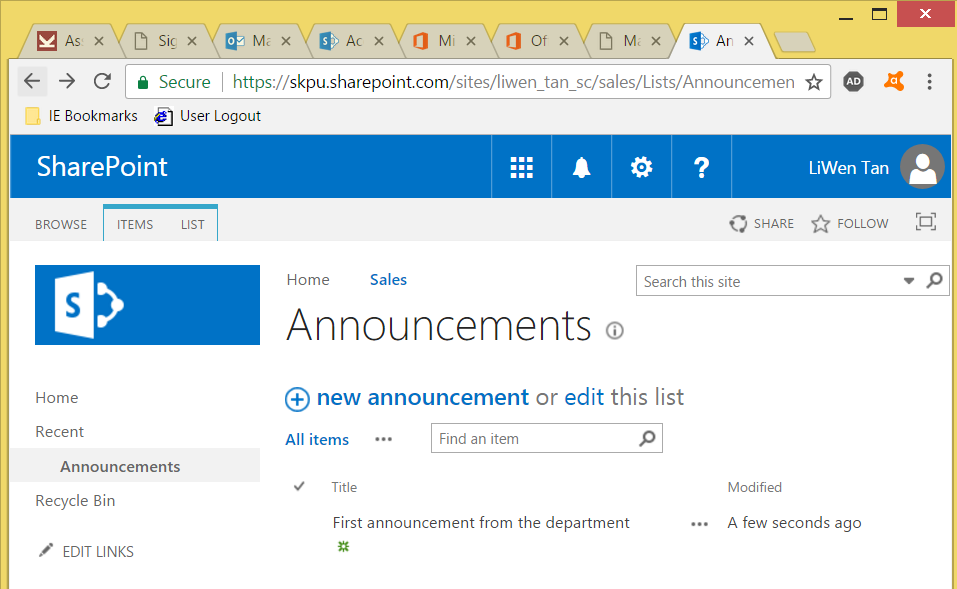 As
Sig
Ma
Ac
Mi
Of
Ma
An
Secure
https://skpu.sharepoint.com/sites/liwen_tan_sc/sales/Lists/Announcemen
AD
IE Bookmarks
User Logout
SharePoint
?
LiWen Tan
BROWSE
ITEMS
LIST
SHARE
FOLLOW
S
Home
Sales
Search this site
Announcements
Home
Recent
Announcements
Recycle Bin
EDIT LINKS
new announcement or edit this list
All items
Find an item
Title
Modified
First announcement from the department
A few seconds ago